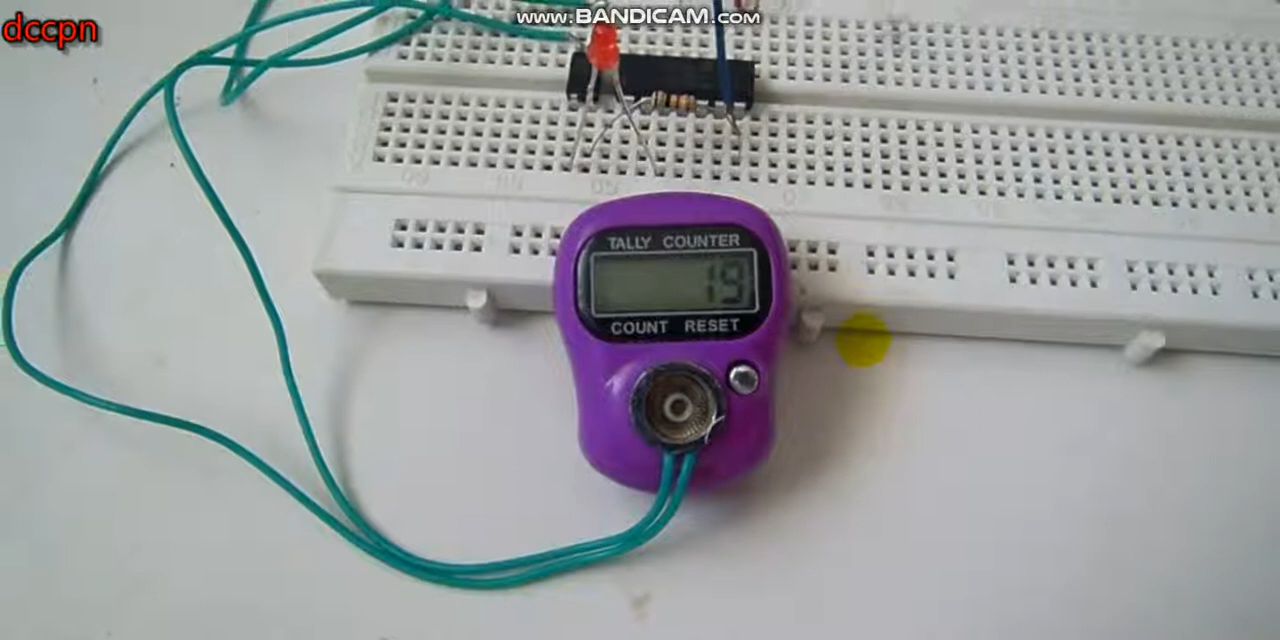 www.BANDICAM.com
dccpn
TALLY COUNTER
19
COUNT RESET